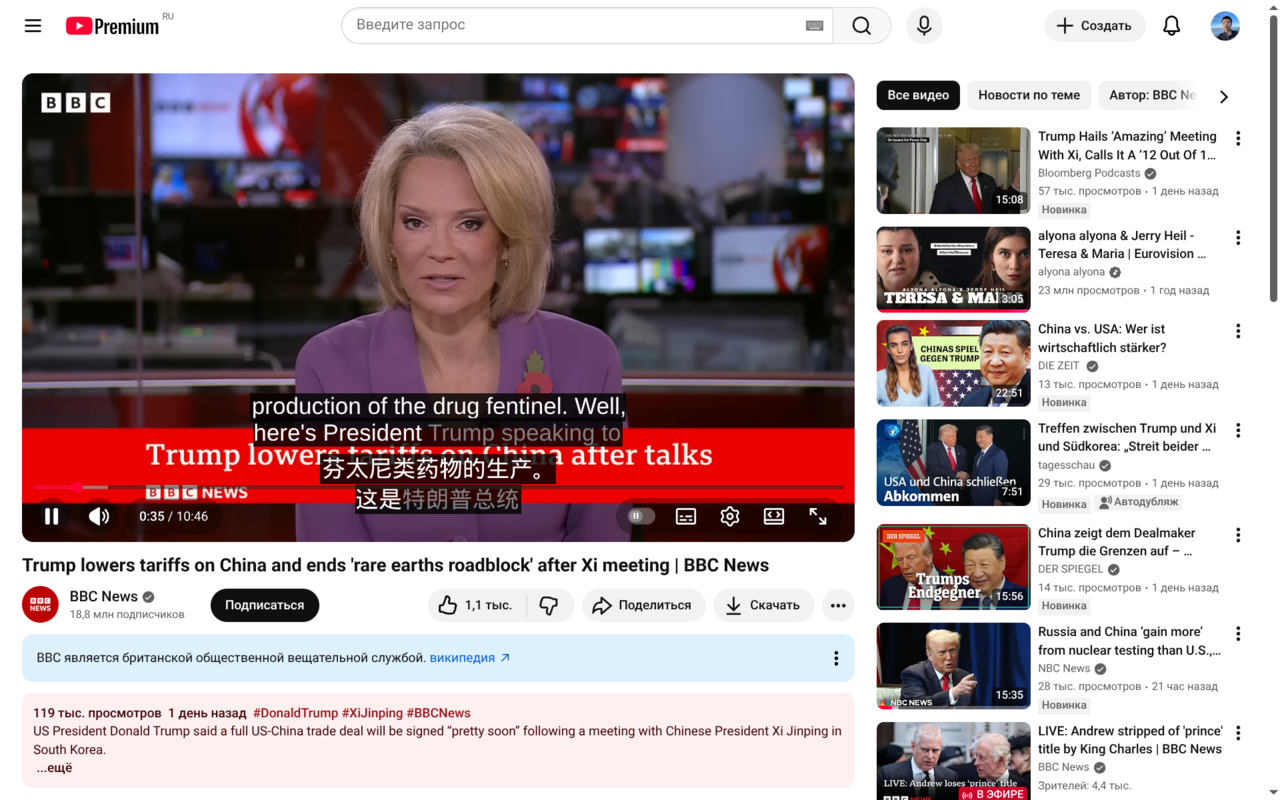 Premium RU
Введите запрос
Создать
BBC
production of the drug fentinel. Well,
here's President Trump speaking to
Trump lowers tariffs on China after talks
芬太尼类药物的生产。
这是特朗普总统
BBC NEWS
0:35 / 10:46
Trump lowers tariffs on China and ends 'rare earths roadblock' after Xi meeting | BBC News
BBC NEWS
BBC News
18,8 млн подписчиков
Подписаться
1,1 тыс.
Поделиться
Скачать
BBC является британской общественной вещательной службой. википедия
119 тыс. просмотров 1 день назад #DonaldTrump #XiJinping #BBCNews
US President Donald Trump said a full US-China trade deal will be signed “pretty soon” following a meeting with Chinese President Xi Jinping in
South Korea.
...ещё
Все видео
Новости по теме
Автор: BBC Ne
15:08
Trump Hails ‘Amazing’ Meeting
With Xi, Calls It A ‘12 Out Of 1...
Bloomberg Podcasts
57 тыс. просмотров • 1 день назад
Новинка
TERESA & MA
3:05
alyona alyona & Jerry Heil -
Teresa & Maria | Eurovision ...
alyona alyona
23 млн просмотров • 1 год назад
CHINAS SPIEL
GEGEN TRUMP
22:51
China vs. USA: Wer ist
wirtschaftlich stärker?
DIE ZEIT
13 тыс. просмотров • 1 день назад
Новинка
USA und China schließen
Abkommen
7:51
Treffen zwischen Trump und Xi
und Südkorea: „Streit beider ...
tagesschau
29 тыс. просмотров • 1 день назад
Новинка
Автодубляж
DER SPIEGEL
Trumps
Endgegner
15:56
China zeigt dem Dealmaker
Trump die Grenzen auf – ...
DER SPIEGEL
14 тыс. просмотров • 1 день назад
Новинка
NBC NEWS
15:35
Russia and China ‘gain more’
from nuclear testing than U.S.,...
NBC News
28 тыс. просмотров • 21 час назад
Новинка
LIVE: Andrew loses 'prince' title
В ЭФИРЕ
LIVE: Andrew stripped of 'prince'
title by King Charles | BBC News
BBC News
Зрителей: 4,4 тыс.